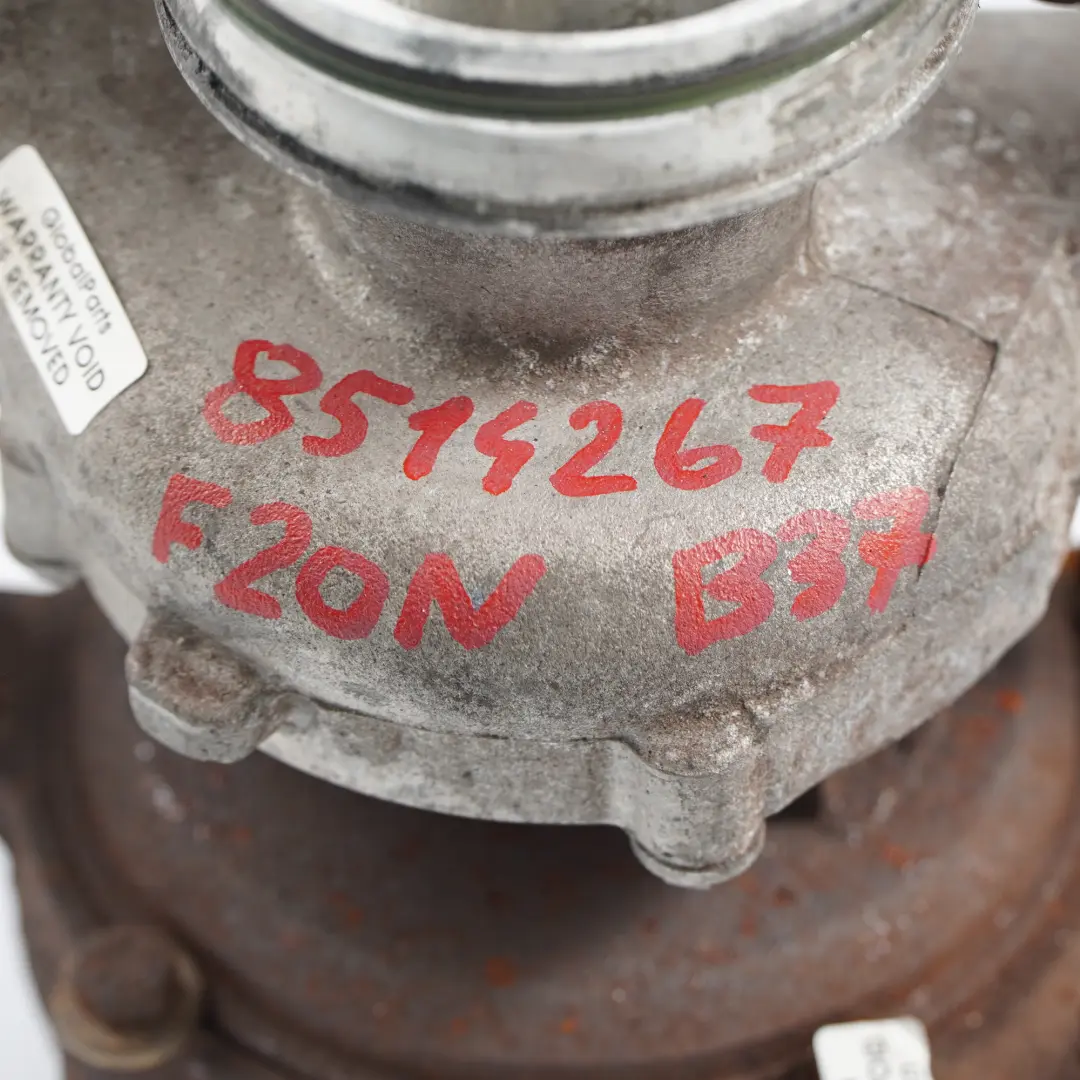 GlobalParts
WARRANTY VOID
REMOVED
8514267
F20N B37